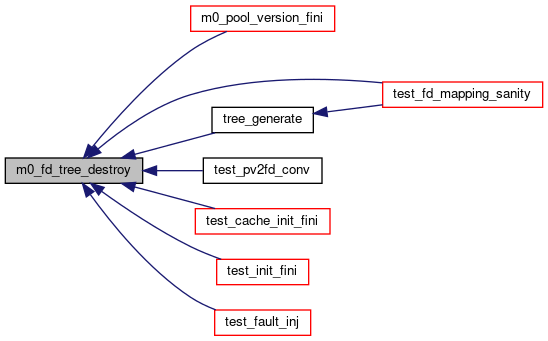 m0_pool_version_fini
test_fd_mapping_sanity
tree_generate
m0_fd_tree_destroy
test_pv2fd_conv
test_cache_init_fini
test_init_fini
test_fault_inj